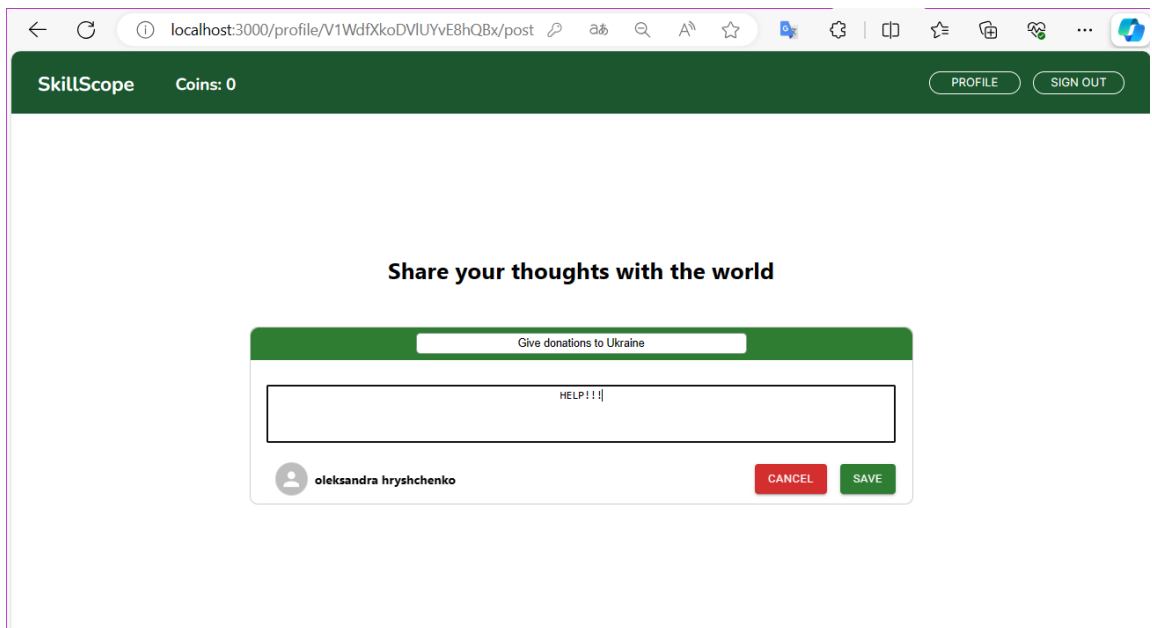 localhost:3000/profile/V1WdfXkoDVlUYvE8hQBx/post
SkillScope Coins: 0 PROFILE SIGN OUT
Share your thoughts with the world
Give donations to Ukraine
HELP!!!
oleksandra hryshchenko CANCEL SAVE